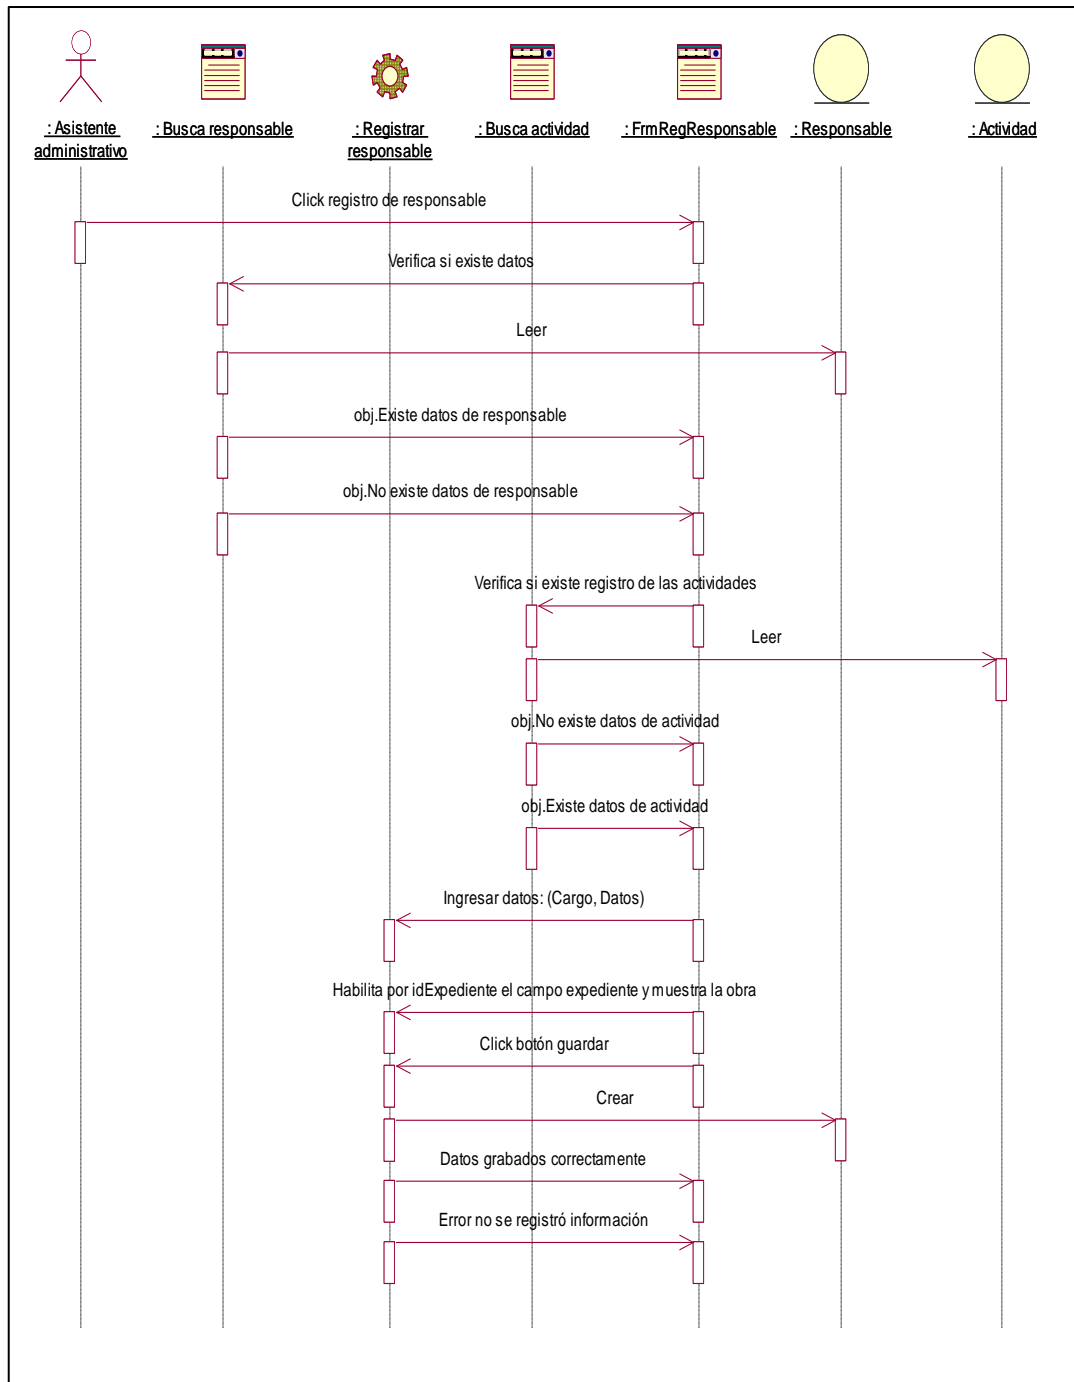 : Asistente
administrativo
: Busca responsable
: Registrar
responsable
: Busca actividad
: FrmRegResponsable
: Responsable
: Actividad
Click registro de responsable
Verifica si existe datos
Leer
obj.Existe datos de responsable
obj.No existe datos de responsable
Verifica si existe registro de las actividades
Leer
obj.No existe datos de actividad
obj.Existe datos de actividad
Ingresar datos: (Cargo, Datos)
Habilita por idExpediente el campo expediente y muestra la obra
Click botón guardar
Crear
Datos grabados correctamente
Error no se registró información